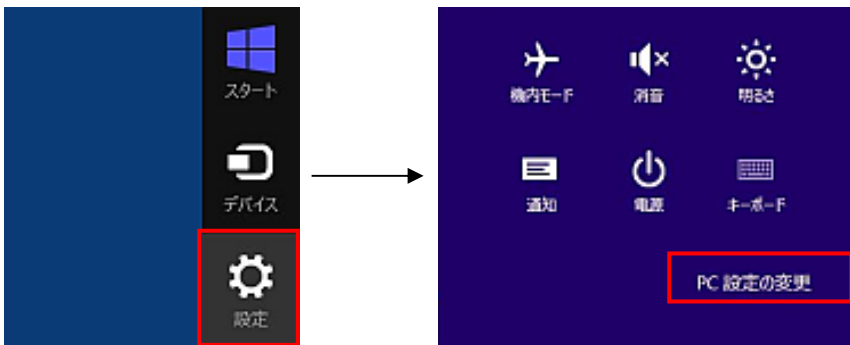 スタート
デバイス
設定
機内モード
消音
明るさ
通知
電源
キーボード
PC 設定の変更